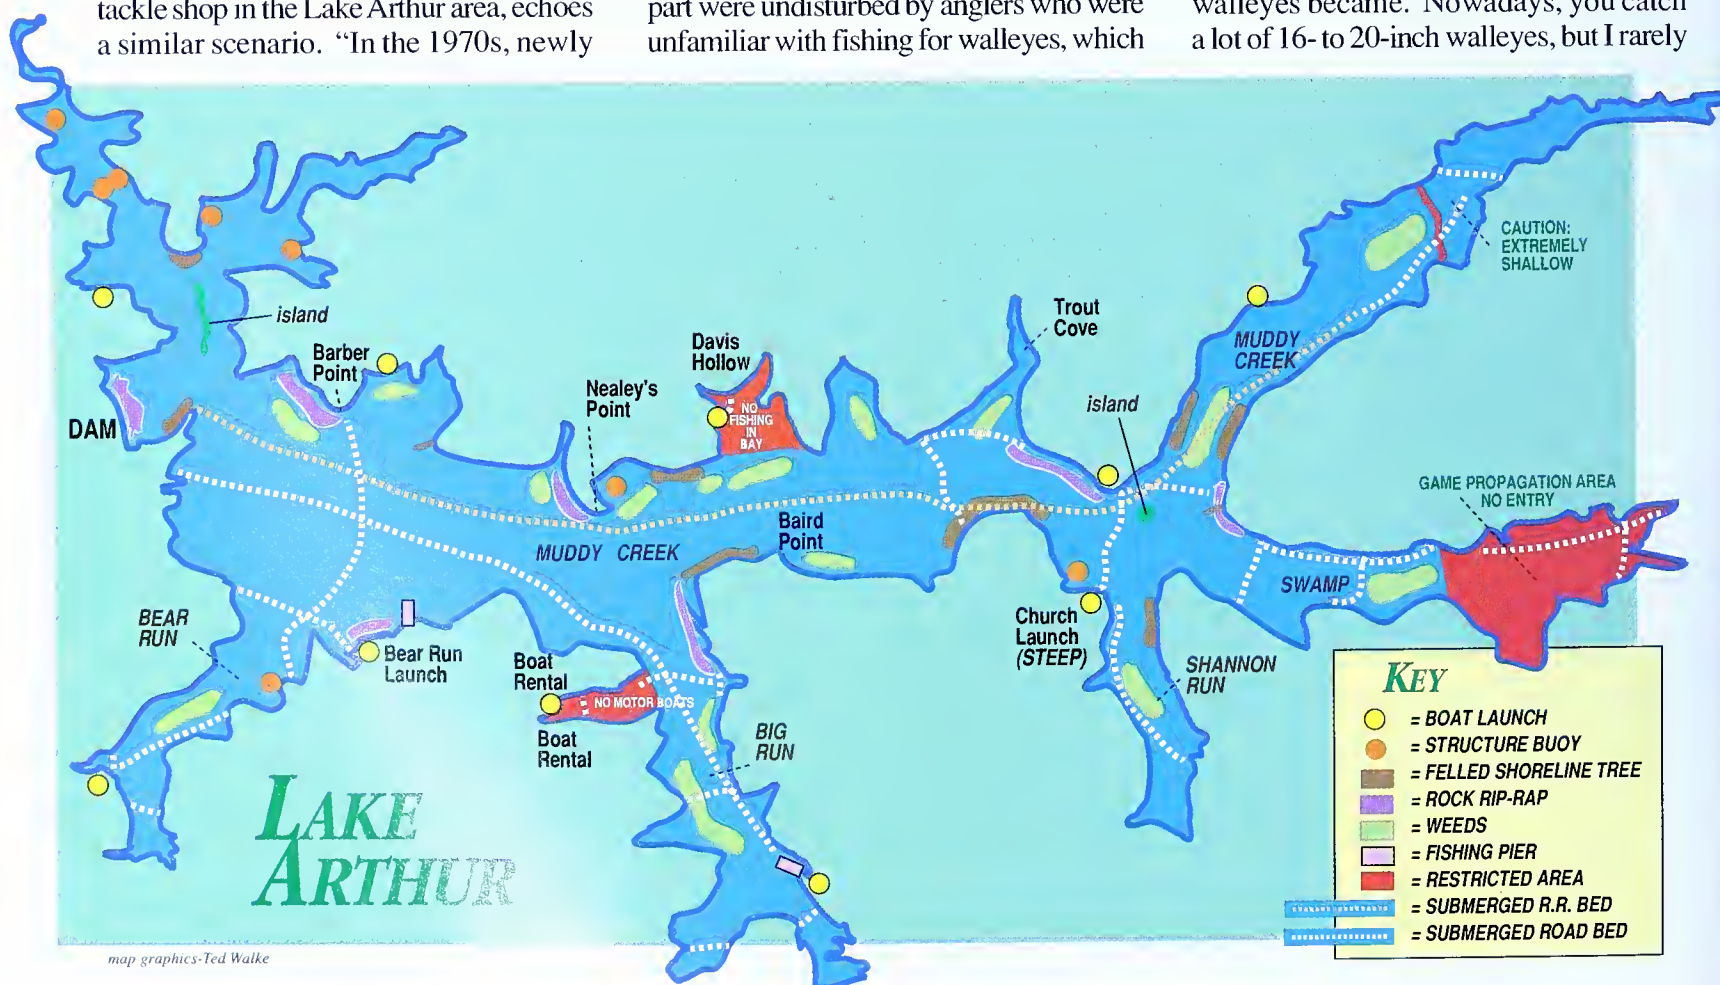 tackle shop in the Lake Arthur area, echoes
a similar scenario. “In the 1970s, newly
part were undisturbed by anglers who were
unfamiliar with fishing for walleyes, which
walleyes became. Nowadays, you catch
a lot of 16- to 20-inch walleyes, but I rarely
CAUTION:
EXTREMELY
SHALLOW
island
Barber
Point
Davis
Hollow
Trout
Cove
MUDDY
CREEK
Nealey's
Point
island
NO
FISHING
IN
BAY
DAM
GAME PROPAGATION AREA
NO ENTRY
Baird
Point
MUDDY CREEK
SWAMP
BEAR
RUN
Church
Launch
(STEEP)
Bear Run
Launch
Boat
Rental
NO MOTOR BOATS
SHANNON
RUN
Boat
Rental
BIG
RUN
LAKE
ARTHUR
KEY
= BOAT LAUNCH
= STRUCTURE BUOY
= FELLED SHORELINE TREE
= ROCK RIP-RAP
= WEEDS
= FISHING PIER
= RESTRICTED AREA
= SUBMERGED R.R. BED
= SUBMERGED ROAD BED
map graphics-Ted Walke